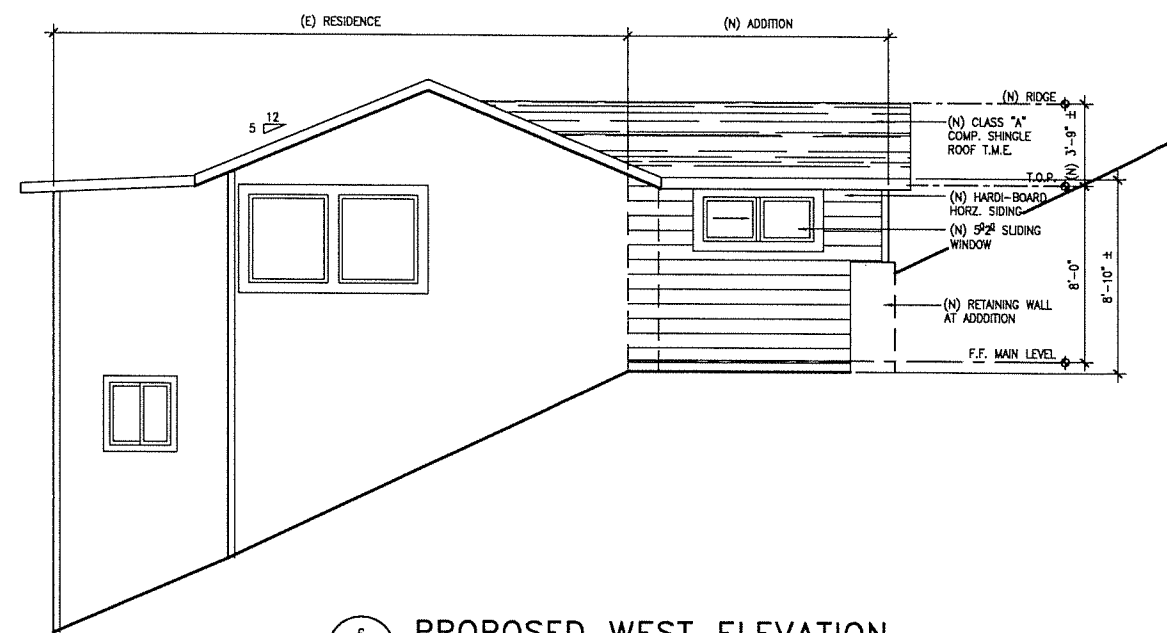 (E) RESIDENCE
(N) ADDITION
12
5
(N) RIDGE
(N) CLASS "A"
COMP. SHINGLE
ROOF T.M.E.
(N) 3'-9" ±
T.O.P.
(N) HARDI-BOARD
HORZ. SIDING
(N) SLIDING
WINDOW
8'-0"
8'-10" ±
(N) RETAINING WALL
AT ADDDITION
F.F. MAIN LEVEL
PROPOSED WEST ELEVATION